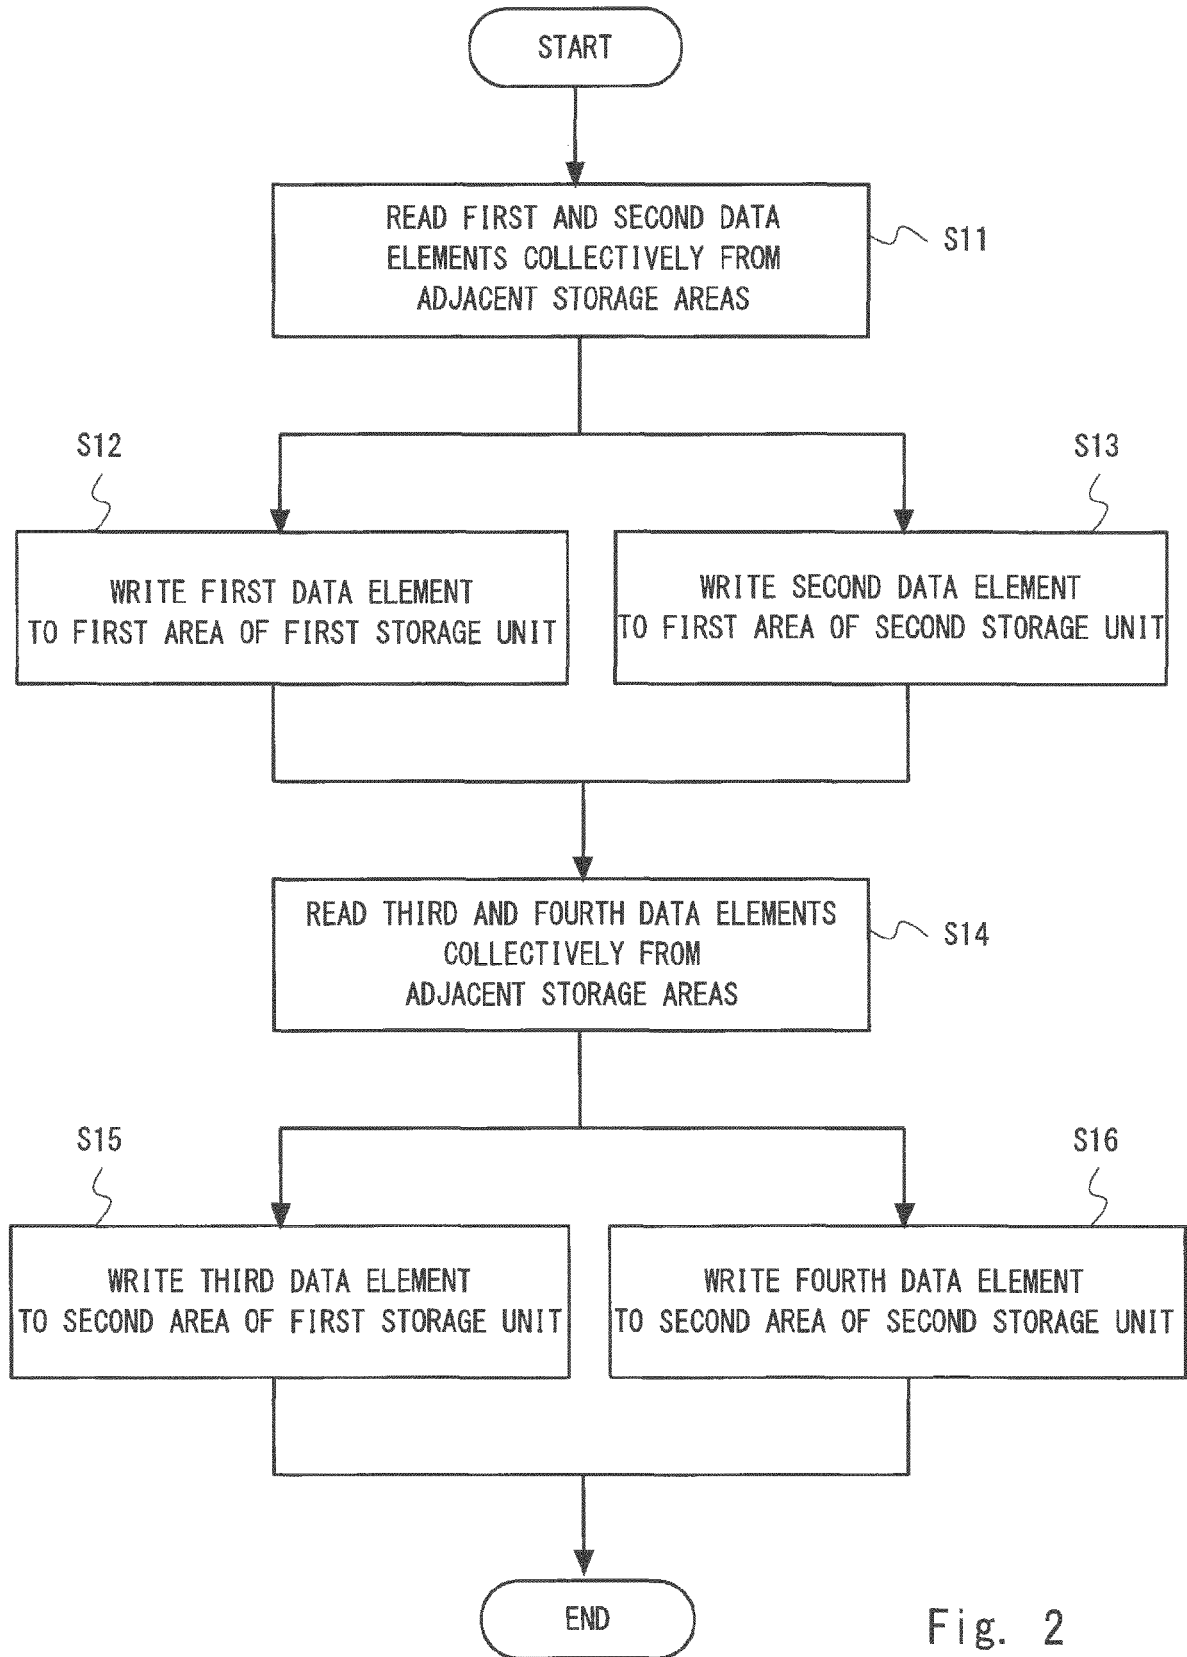 START
READ FIRST AND SECOND DATA
ELEMENTS COLLECTIVELY FROM
ADJACENT STORAGE AREAS
S11
S12
S13
WRITE FIRST DATA ELEMENT
TO FIRST AREA OF FIRST STORAGE UNIT
WRITE SECOND DATA ELEMENT
TO FIRST AREA OF SECOND STORAGE UNIT
READ THIRD AND FOURTH DATA ELEMENTS
COLLECTIVELY FROM
ADJACENT STORAGE AREAS
S14
S15
S16
WRITE THIRD DATA ELEMENT
TO SECOND AREA OF FIRST STORAGE UNIT
WRITE FOURTH DATA ELEMENT
TO SECOND AREA OF SECOND STORAGE UNIT
END
Fig. 2